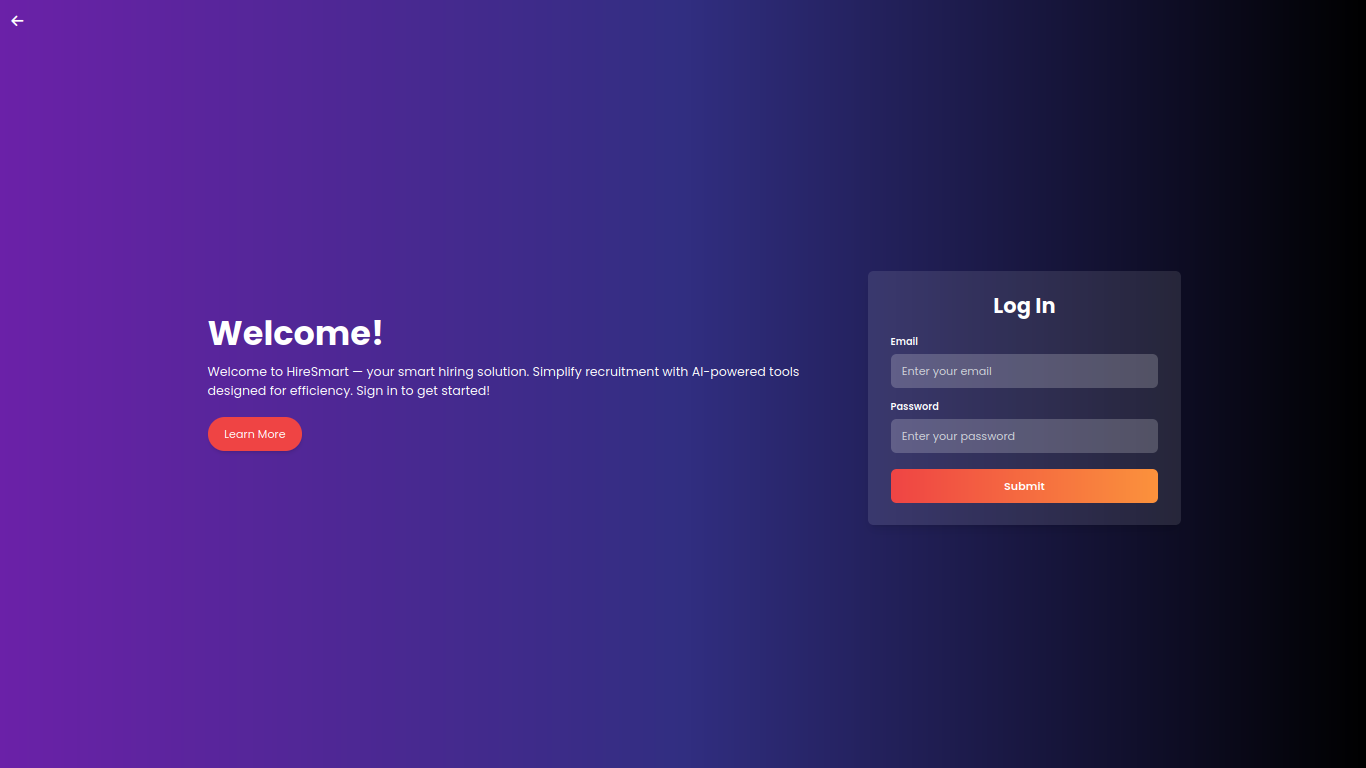 Welcome!
Welcome to HireSmart — your smart hiring solution. Simplify recruitment with AI-powered tools
designed for efficiency. Sign in to get started!
Learn More
Log In
Email
Enter your email
Password
Enter your password
Submit